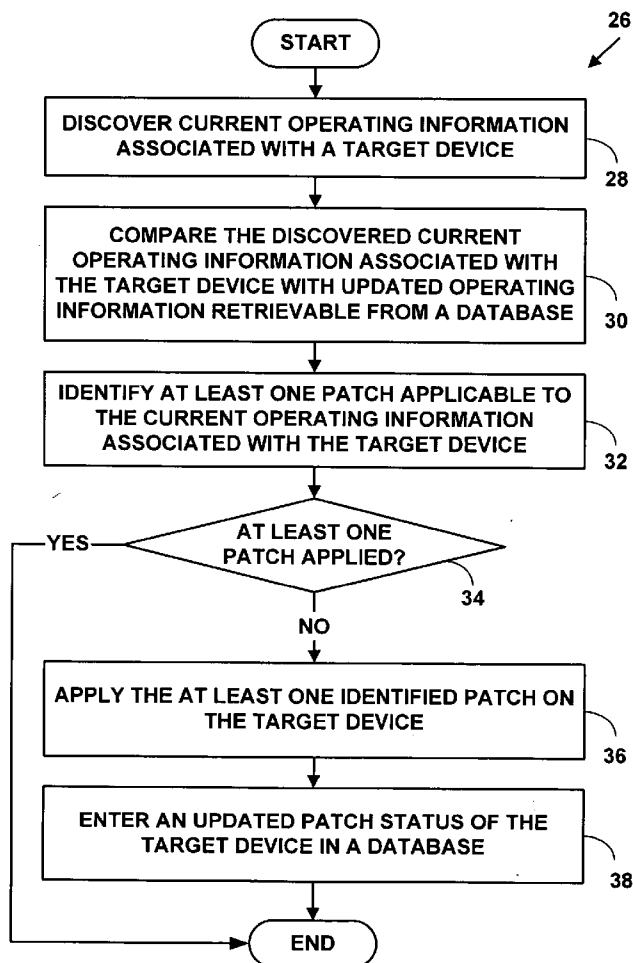 START
26
DISCOVER CURRENT OPERATING INFORMATION
ASSOCIATED WITH A TARGET DEVICE
28
COMPARE THE DISCOVERED CURRENT
OPERATING INFORMATION ASSOCIATED WITH
THE TARGET DEVICE WITH UPDATED OPERATING
INFORMATION RETRIEVABLE FROM A DATABASE
30
IDENTIFY AT LEAST ONE PATCH APPLICABLE TO
THE CURRENT OPERATING INFORMATION
ASSOCIATED WITH THE TARGET DEVICE
32
YES
AT LEAST ONE
PATCH APPLIED?
34
NO
APPLY THE AT LEAST ONE IDENTIFIED PATCH ON
THE TARGET DEVICE
36
ENTER AN UPDATED PATCH STATUS OF THE
TARGET DEVICE IN A DATABASE
38
END